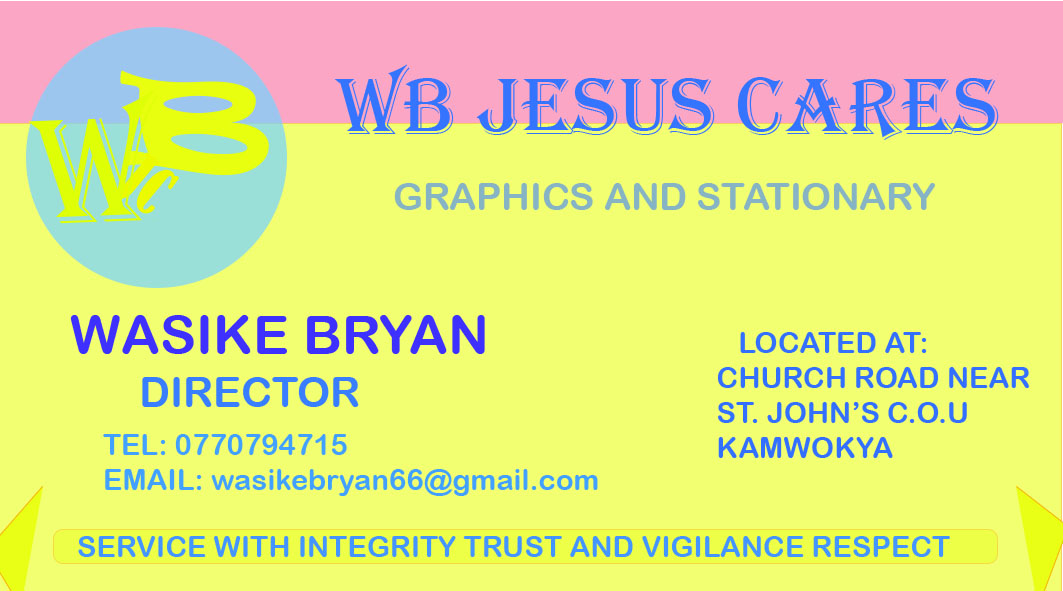 WBC
WB JESUS CARES
GRAPHICS AND STATIONARY
WASIKE BRYAN
DIRECTOR
TEL: 0770794715
EMAIL: wasikebryan66@gmail.com
LOCATED AT:
CHURCH ROAD NEAR
ST. JOHN’S C.O.U
KAMWOKYA
SERVICE WITH INTEGRITY TRUST AND VIGILANCE RESPECT